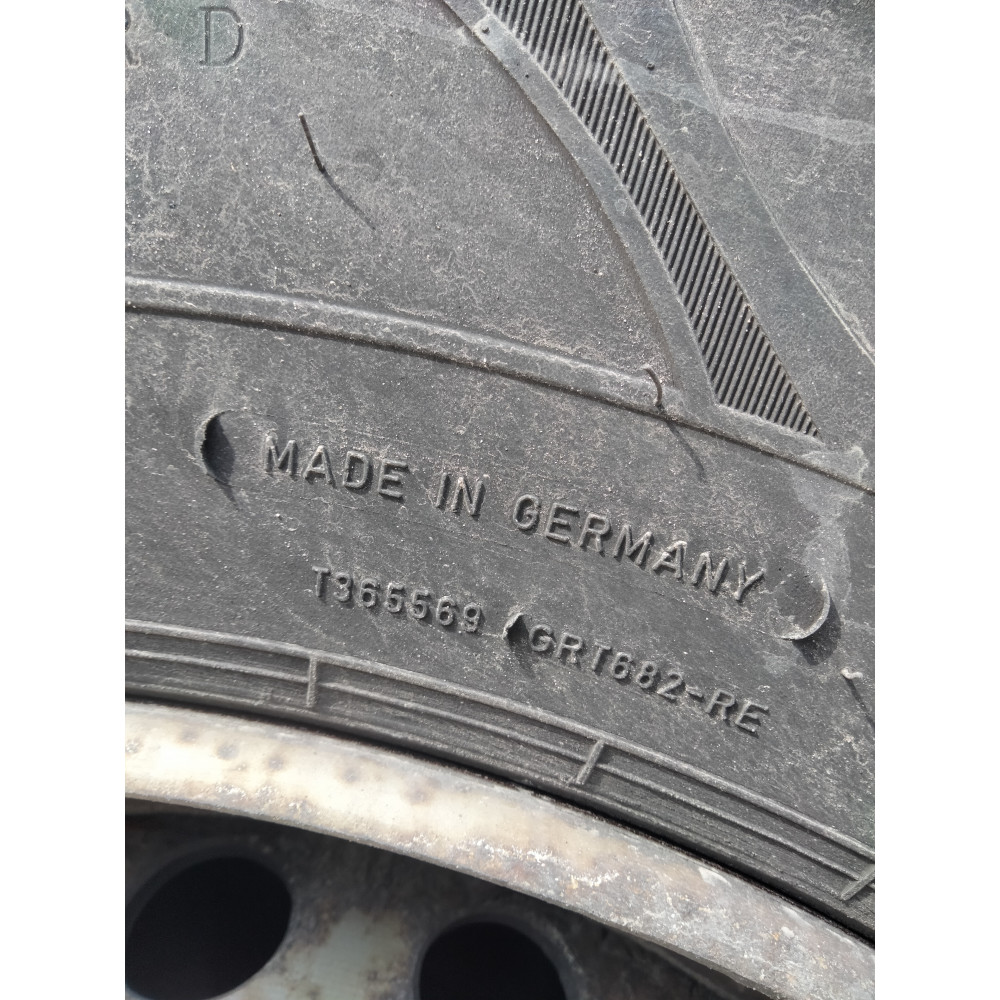 R D
MADE IN GERMANY
T365569 GRT682-RE